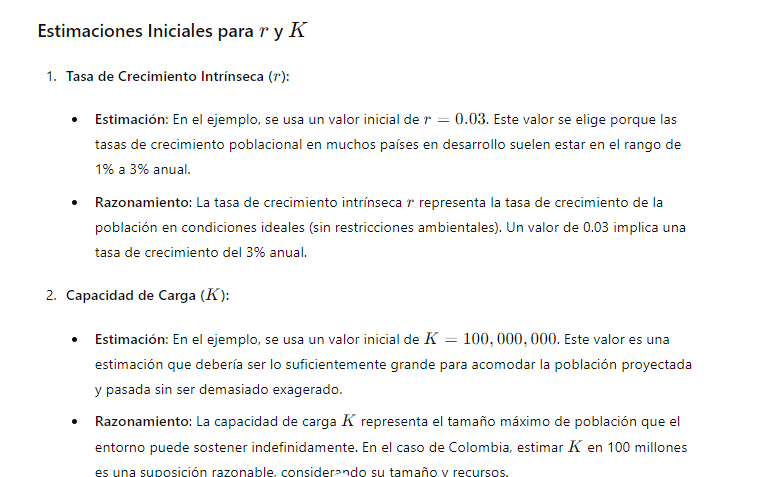 Estimaciones Iniciales para r y K
1. Tasa de Crecimiento Intrínseca (r):
• Estimación: En el ejemplo, se usa un valor inicial de r = 0.03. Este valor se elige porque las
tasas de crecimiento poblacional en muchos países en desarrollo suelen estar en el rango de
1% a 3% anual.
• Razonamiento: La tasa de crecimiento intrínseca r representa la tasa de crecimiento de la
población en condiciones ideales (sin restricciones ambientales). Un valor de 0.03 implica una
tasa de crecimiento del 3% anual.
2. Capacidad de Carga (K):
• Estimación: En el ejemplo, se usa un valor inicial de K = 100,000,000. Este valor es una
estimación que debería ser lo suficientemente grande para acomodar la población proyectada
y pasada sin ser demasiado exagerado.
• Razonamiento: La capacidad de carga K representa el tamaño máximo de población que el
entorno puede sostener indefinidamente. En el caso de Colombia, estimar K en 100 millones
es una suposición razonable, considerando su tamaño y recursos.